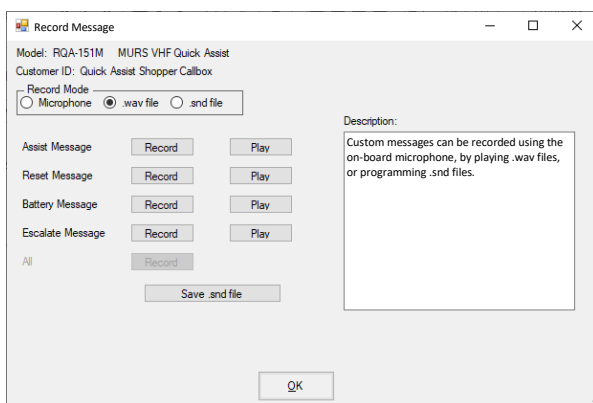 Record Message
Model: RQA-151M MURS VHF Quick Assist
Customer ID: Quick Assist Shopper Callbox
Record Mode
Microphone .wav file .snd file
Description:
Custom messages can be recorded using the
on-board microphone, by playing .wav files,
or programming .snd files.
Assist Message Record Play
Reset Message Record Play
Battery Message Record Play
Escalate Message Record Play
All Record
Save .snd file
OK